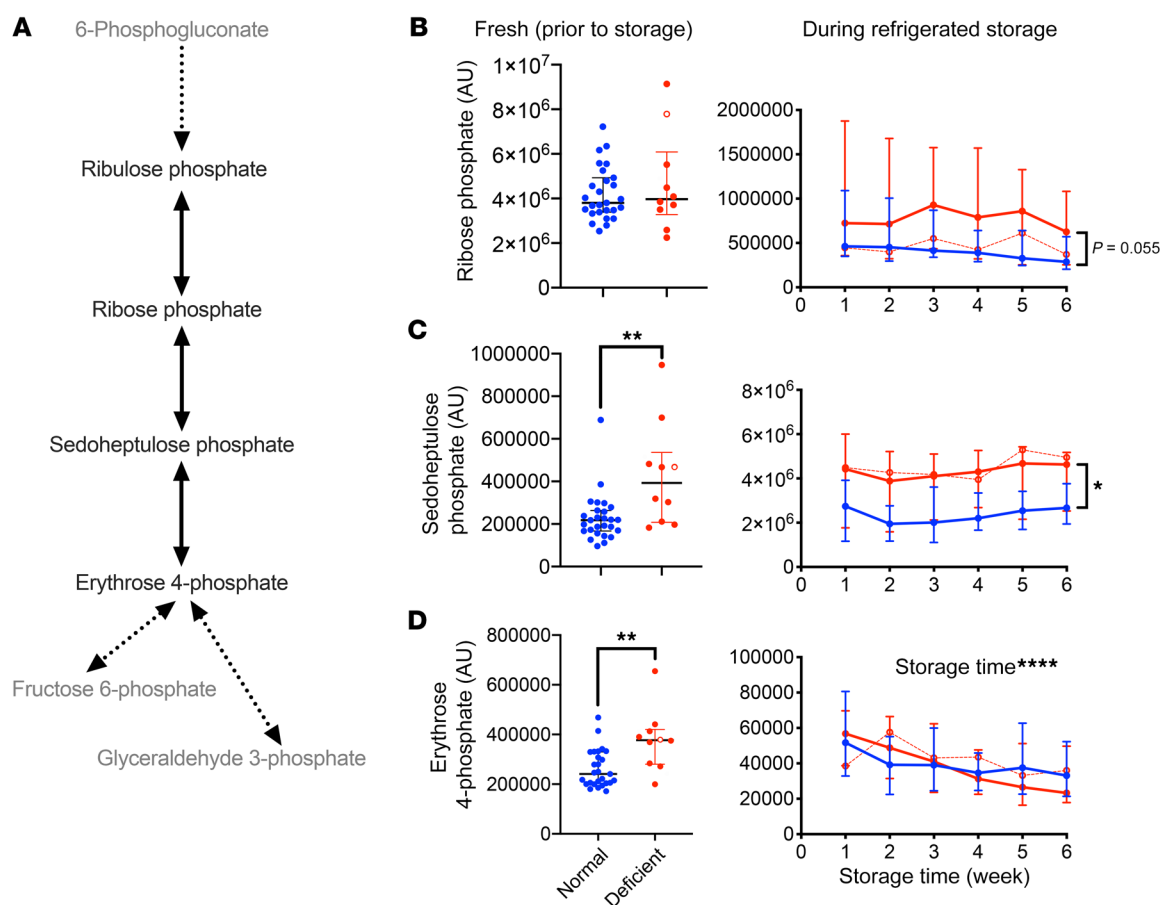 A
6-Phosphogluconate
Ribulose phosphate
Ribose phosphate
Sedoheptulose phosphate
Erythrose 4-phosphate
Fructose 6-phosphate
Glyceraldehyde 3-phosphate
B
Fresh (prior to storage)
During refrigerated storage
Ribose phosphate (AU)
1×10⁷
8×10⁶
6×10⁶
4×10⁶
2×10⁶
0
2000000
1500000
1000000
500000
0
0 1 2 3 4 5 6
P = 0.055
C
Sedoheptulose
phosphate (AU)
1000000
800000
600000
400000
200000
0
**
8×10⁶
6×10⁶
4×10⁶
2×10⁶
0
0 1 2 3 4 5 6
*
D
Erythrose
4-phosphate (AU)
800000
600000
400000
200000
0
**
Normal
Deficient
Storage time****
100000
80000
60000
40000
20000
0
0 1 2 3 4 5 6
Storage time (week)